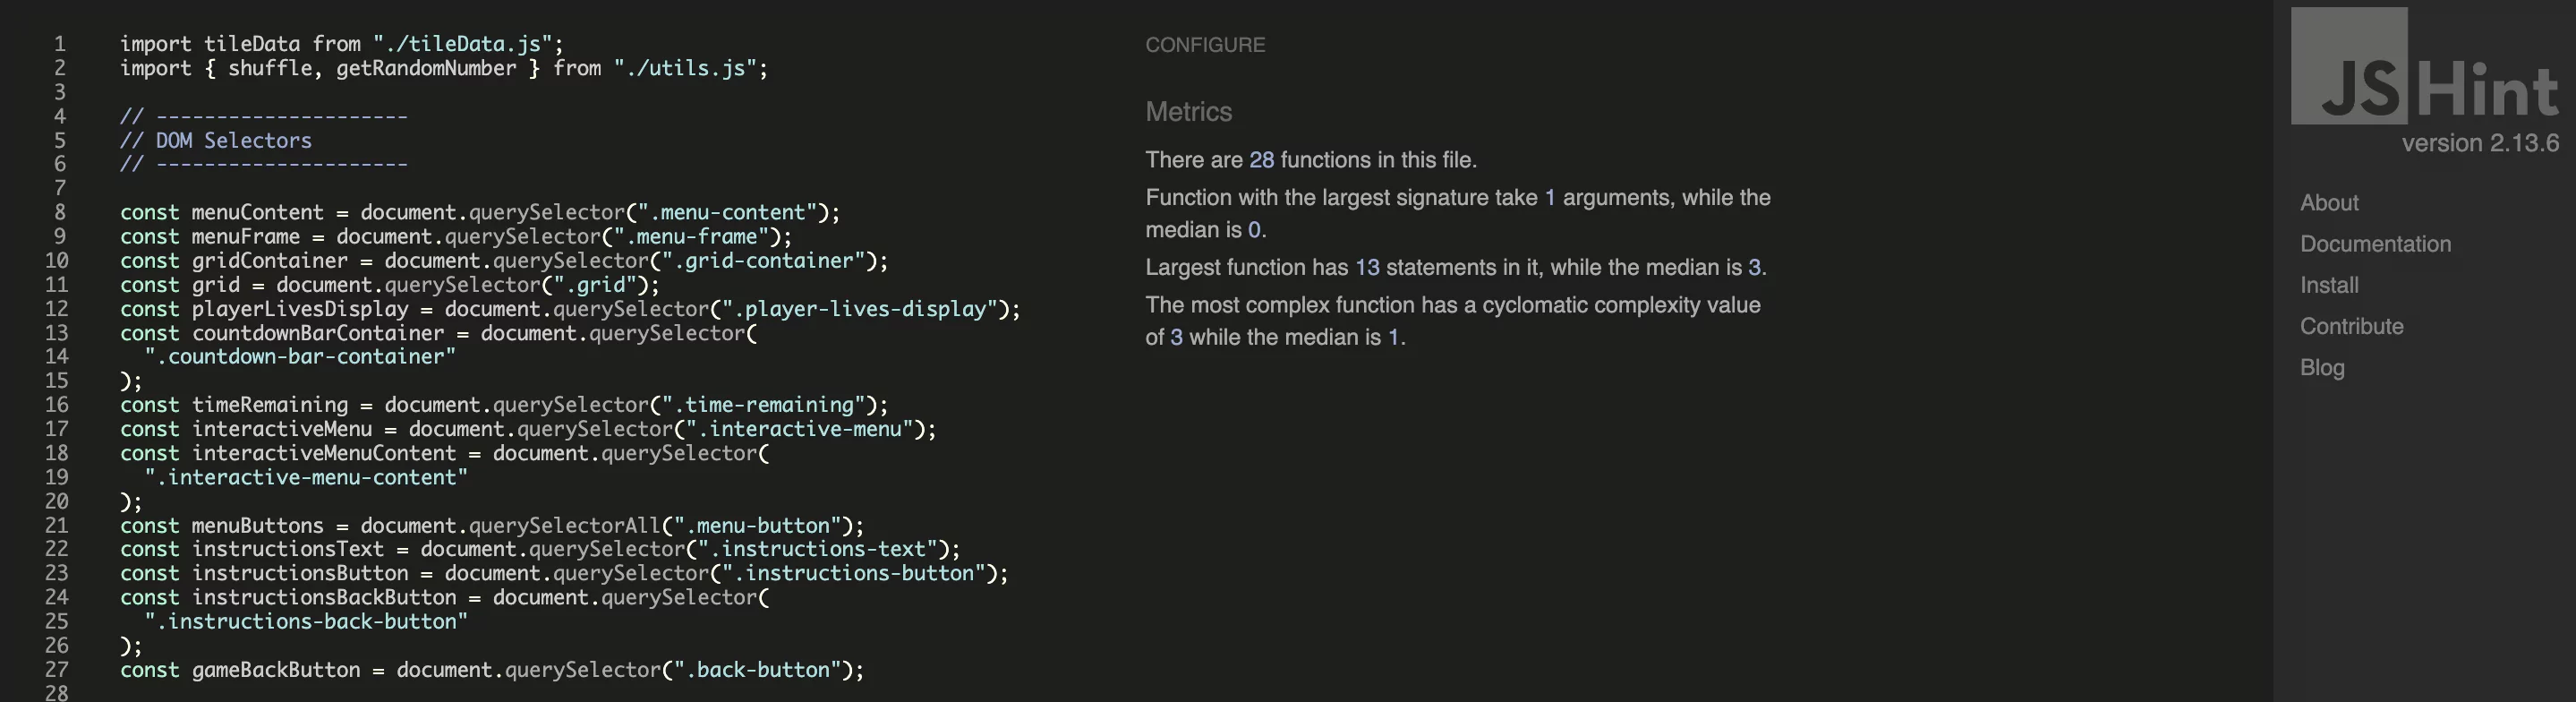 1 import tileData from "./tileData.js";
2 import { shuffle, getRandomNumber } from "./utils.js";
3
4 // ---------------------
5 // DOM Selectors
6 // ---------------------
7
8 const menuContent = document.querySelector(".menu-content");
9 const menuFrame = document.querySelector(".menu-frame");
10 const gridContainer = document.querySelector(".grid-container");
11 const grid = document.querySelector(".grid");
12 const playerLivesDisplay = document.querySelector(".player-lives-display");
13 const countdownBarContainer = document.querySelector(
14   ".countdown-bar-container"
15 );
16 const timeRemaining = document.querySelector(".time-remaining");
17 const interactiveMenu = document.querySelector(".interactive-menu");
18 const interactiveMenuContent = document.querySelector(
19   ".interactive-menu-content"
20 );
21 const menuButtons = document.querySelectorAll(".menu-button");
22 const instructionsText = document.querySelector(".instructions-text");
23 const instructionsButton = document.querySelector(".instructions-button");
24 const instructionsBackButton = document.querySelector(
25   ".instructions-back-button"
26 );
27 const gameBackButton = document.querySelector(".back-button");
28
CONFIGURE
Metrics
There are 28 functions in this file.
Function with the largest signature take 1 arguments, while the
median is 0.
Largest function has 13 statements in it, while the median is 3.
The most complex function has a cyclomatic complexity value
of 3 while the median is 1.
JSHint
version 2.13.6
About
Documentation
Install
Contribute
Blog